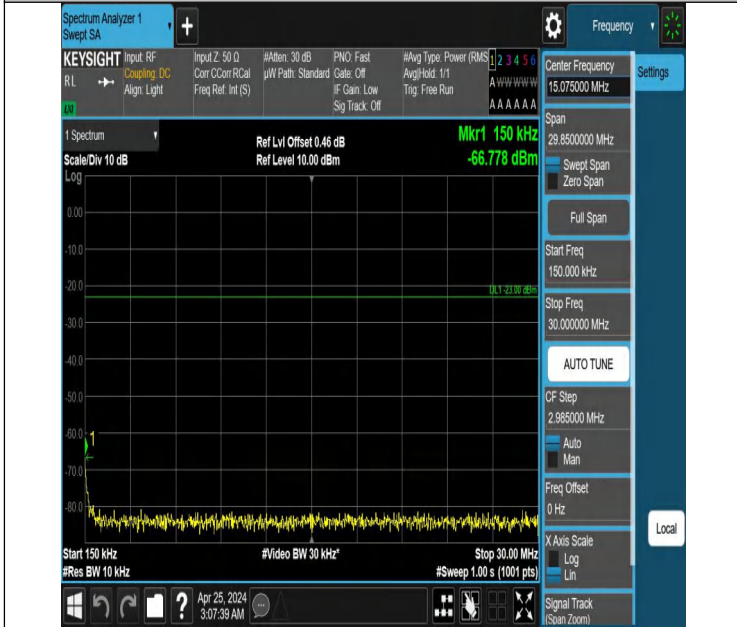 Spectrum Analyzer 1
Swept SA
+
Frequency
KEYSIGHT
RL
LXI
Input: RF
Coupling: DC
Align: Light
Input Z: 50 Ω
Corr CCorr RCal
Freq Ref: Int (S)
#Atten: 30 dB
µW Path: Standard
PNO: Fast
Gate: Off
IF Gain: Low
Sig Track: Off
#Avg Type: Power (RMS
Avg|Hold: 1/1
Trig: Free Run
1 2 3 4 5 6
A W W W W W
A A A A A A
1 Spectrum
Scale/Div 10 dB
Log
Ref Lvl Offset 0.46 dB
Ref Level 10.00 dBm
Mkr1 150 kHz
-66.778 dBm
0.00
-10.0
-20.0
DL1 -23.00 dBm
-30.0
-40.0
-50.0
-60.0
1
-70.0
-80.0
Start 150 kHz
#Res BW 10 kHz
#Video BW 30 kHz*
Stop 30.00 MHz
#Sweep 1.00 s (1001 pts)
Center Frequency
15.075000 MHz
Settings
Span
29.8500000 MHz
Swept Span
Zero Span
Full Span
Start Freq
150.000 kHz
Stop Freq
30.000000 MHz
AUTO TUNE
CF Step
2.985000 MHz
Auto
Man
Freq Offset
0 Hz
X Axis Scale
Log
Lin
Signal Track
(Span Zoom)
Local
?
Apr 25, 2024
3:07:39 AM